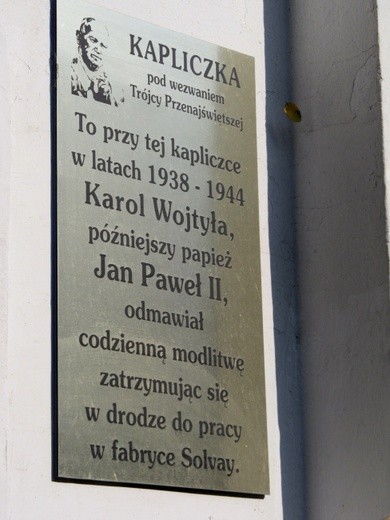 KAPLICZKA
pod wezwaniem
Trójcy Przenajświetszej
To przy tej kapliczce
w latach 1938 - 1944
Karol Wojtyła,
późniejszy papież
Jan Paweł II,
odmawiał
codzienną modlitwę
zatrzymując się
w drodze do pracy
w fabryce Solvay.